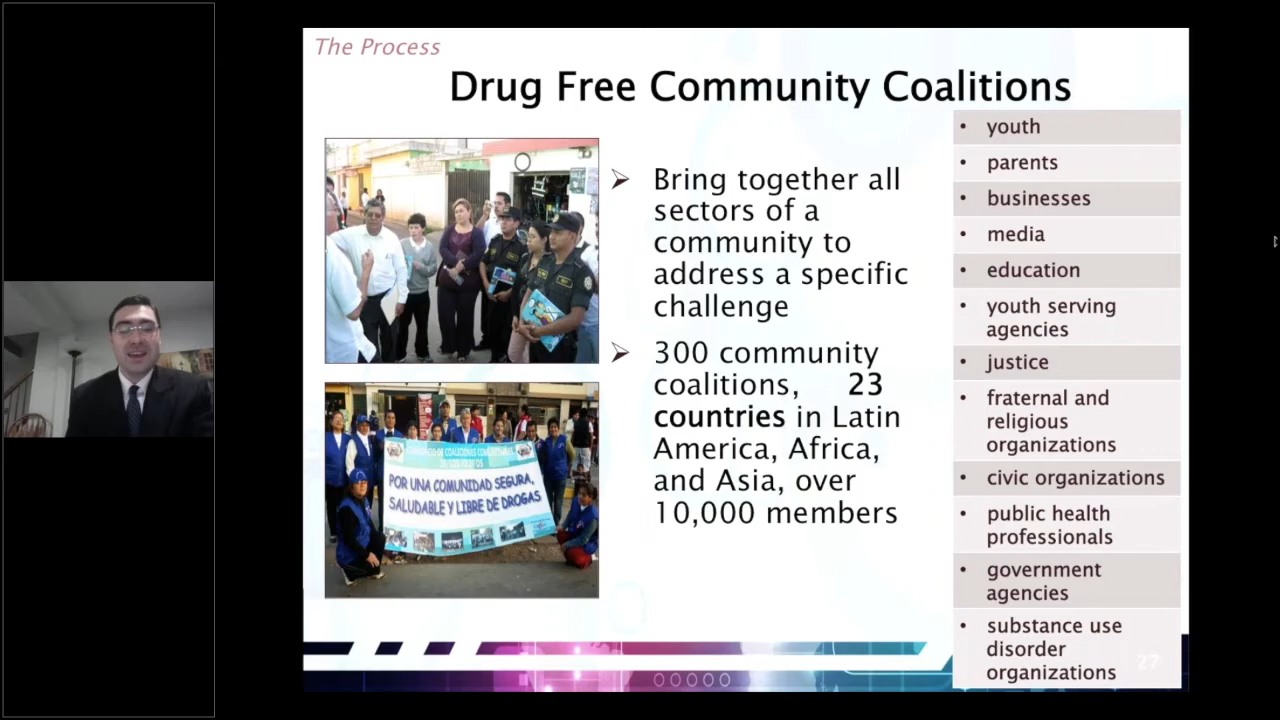 The Process
Drug Free Community Coalitions
Bring together all
sectors of a
community to
address a specific
challenge
300 community
coalitions, 23
countries in Latin
America, Africa,
and Asia, over
10,000 members
POR UNA COMUNIDAD SEGURA,
SALUDABLE Y LIBRE DE DROGAS
• youth
• parents
• businesses
• media
• education
• youth serving
agencies
• justice
• fraternal and
religious
organizations
• civic organizations
• public health
professionals
• government
agencies
• substance use
disorder
organizations
27